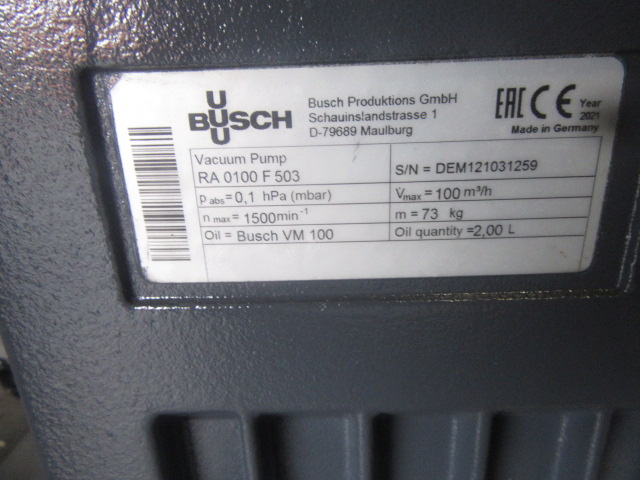 BUSCH
Busch Produktions GmbH
Schauinslandstrasse 1
D-79689 Maulburg
EAC CE Year
2021
Made in Germany
Vacuum Pump
RA 0100 F 503
S/N = DEM121031259
p abs =0,1 hPa (mbar)
V̇max = 100 m³/h
n max = 1500min⁻¹
m = 73 kg
Oil = Busch VM 100
Oil quantity =2,00 L